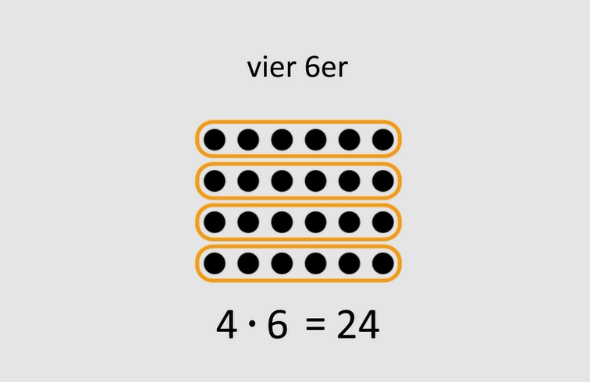 vier 6er
4 · 6 = 24